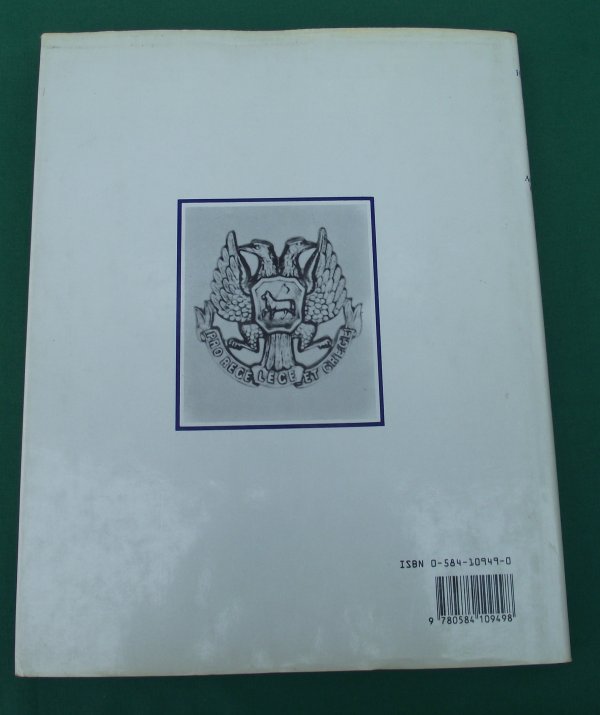 PRO REGE LEGE ET GREGE
ISBN 0-584-10949-0
9 780584 109498